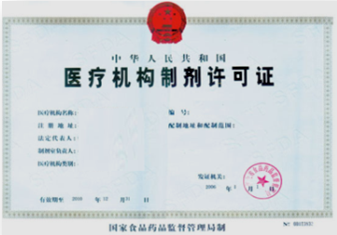 中华人民共和国
医疗机构制剂许可证
医疗机构名称: 编 号:
注 册 地 址: 配制地址和配制范围:
法定代表人:
制剂室负责人:
医疗机构类别:
发证机关:
有效期至
国家食品药品监督管理局制